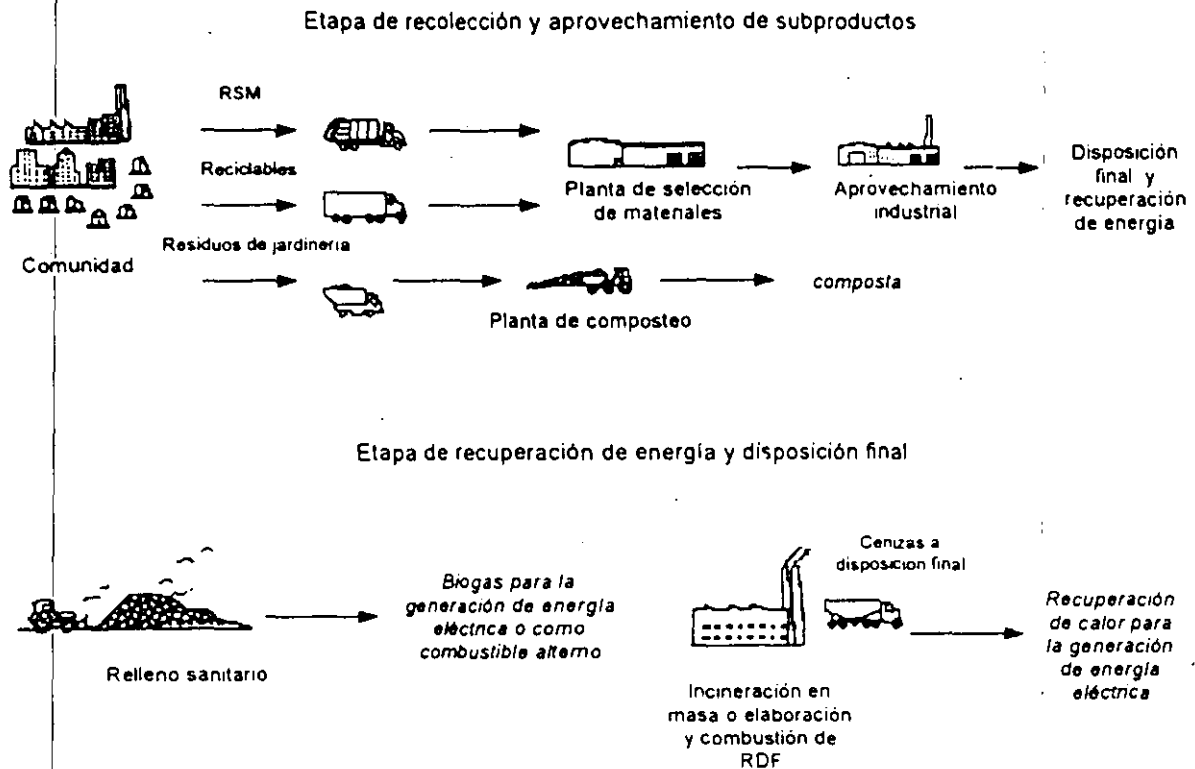 Etapa de recolección y aprovechamiento de subproductos
RSM
Reciclables
Residuos de jardineria
Comunidad
Planta de selección
de materiales
Aprovechamiento
industrial
Disposición
final y
recuperación
de energia
Planta de composteo
composta
Etapa de recuperación de energía y disposición final
Relleno sanitario
Biogas para la
generación de energía
eléctrica o como
combustible alterno
Cenizas a
disposicion final
Incineración en
masa o elaboración
y combustión de
RDF
Recuperación
de calor para
la generación
de energía
eléctrica